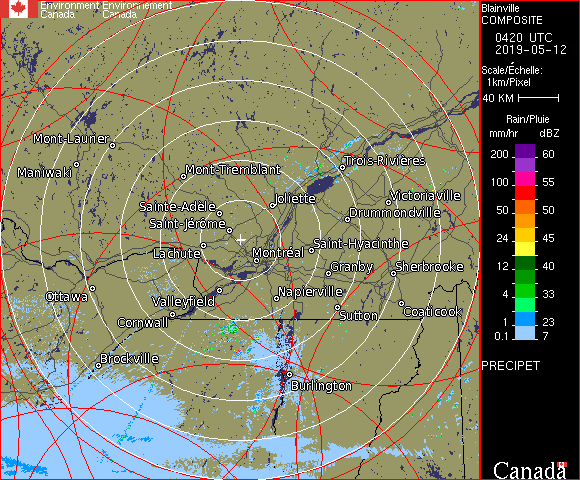 Environment Environnement
Canada Canada
Blainville
COMPOSITE
0420 UTC
2019-05-12
Scale/Échelle:
1km/Pixel
40 KM
Rain/Pluie
mm/hr dBZ
200 60
100 55
50 50
24 45
12 40
4 33
1 23
0.1 7
PRECIPET
Canada
Mont-Laurier
Maniwaki
Mont-Tremblant
Trois-Rivières
Sainte-Adèle
Joliette
Victoriaville
Drummondville
Saint-Jérôme
Lachute
Montréal
Saint-Hyacinthe
Granby
Sherbrooke
Ottawa
Valleyfield
Napierville
Cornwall
Sutton
Coaticook
Brockville
Burlington